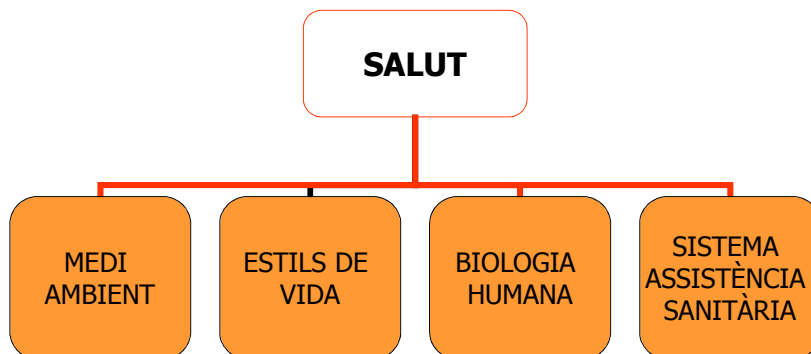 SALUT
MEDI
AMBIENT
ESTILS DE
VIDA
BIOLOGIA
HUMANA
SISTEMA
ASSISTÈNCIA
SANITÀRIA